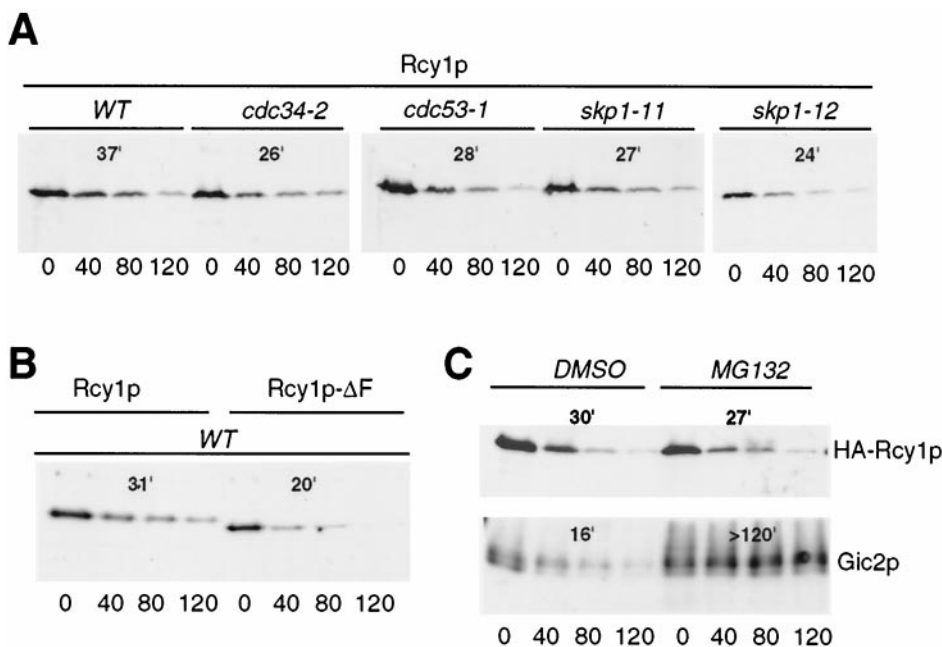 A
Rcy1p
WT cdc34-2 cdc53-1 skp1-11 skp1-12
37' 26' 28' 27' 24'
0 40 80 120 0 40 80 120 0 40 80 120 0 40 80 120 0 40 80 120
B
Rcy1p Rcy1p-ΔF
WT
31' 20'
0 40 80 120 0 40 80 120
C
DMSO MG132
30' 27'
HA-Rcy1p
16' >120'
Gic2p
0 40 80 120 0 40 80 120